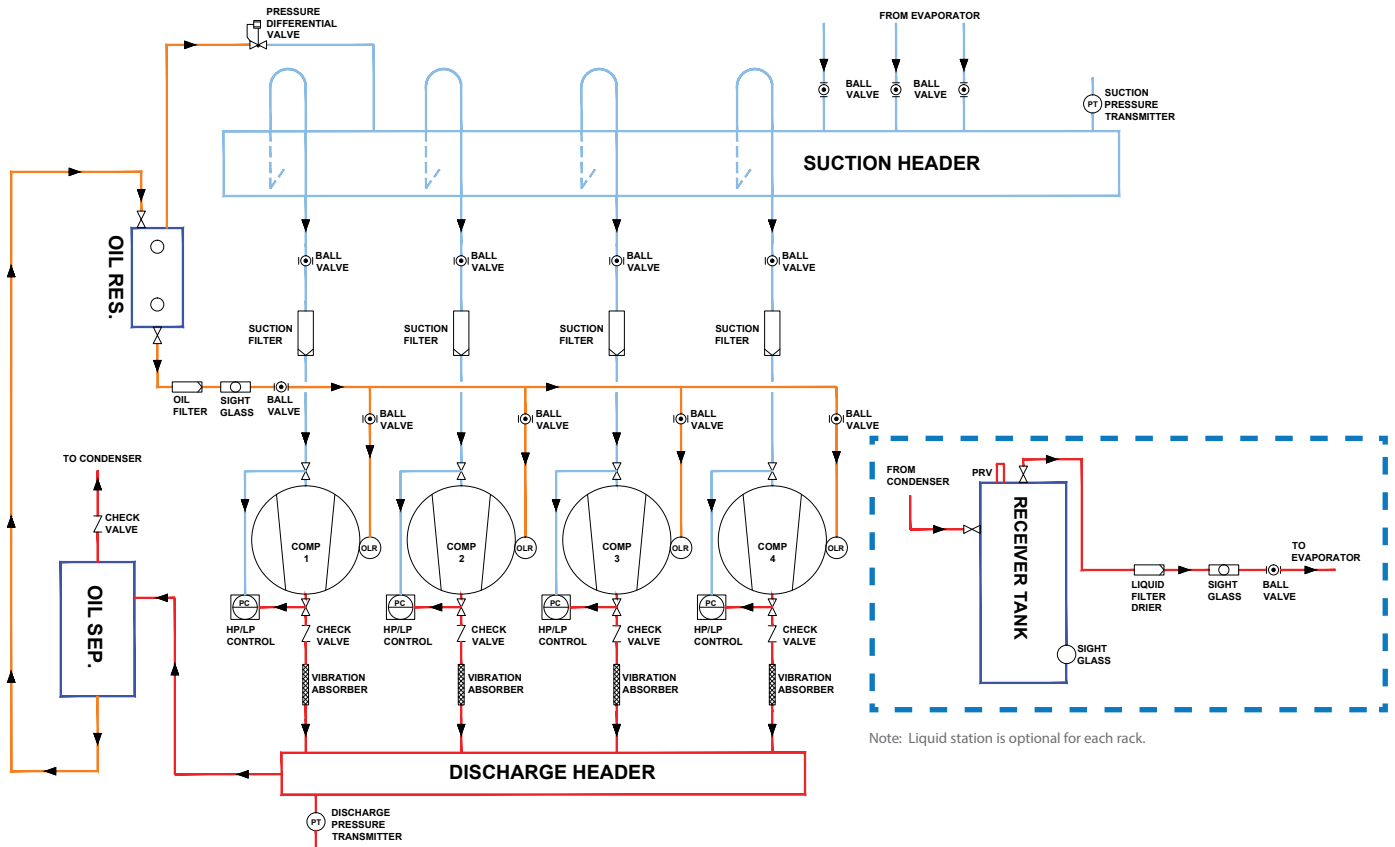 PRESSURE
DIFFERENTIAL
VALVE
FROM EVAPORATOR
BALL
VALVE
BALL
VALVE
PT
SUCTION
PRESSURE
TRANSMITTER
SUCTION HEADER
OIL RES.
BALL
VALVE
BALL
VALVE
BALL
VALVE
BALL
VALVE
SUCTION
FILTER
SUCTION
FILTER
SUCTION
FILTER
SUCTION
FILTER
OIL
FILTER
SIGHT
GLASS
BALL
VALVE
BALL
VALVE
BALL
VALVE
BALL
VALVE
BALL
VALVE
TO CONDENSER
CHECK
VALVE
OIL SEP.
COMP
1
OLR
COMP
2
OLR
COMP
3
OLR
COMP
4
OLR
PC
HP/LP
CONTROL
PC
HP/LP
CONTROL
PC
HP/LP
CONTROL
PC
HP/LP
CONTROL
CHECK
VALVE
CHECK
VALVE
CHECK
VALVE
CHECK
VALVE
VIBRATION
ABSORBER
VIBRATION
ABSORBER
VIBRATION
ABSORBER
VIBRATION
ABSORBER
DISCHARGE HEADER
PT
DISCHARGE
PRESSURE
TRANSMITTER
FROM
CONDENSER
PRV
RECEIVER TANK
SIGHT
GLASS
LIQUID
FILTER
DRIER
SIGHT
GLASS
BALL
VALVE
TO
EVAPORATOR
Note: Liquid station is optional for each rack.